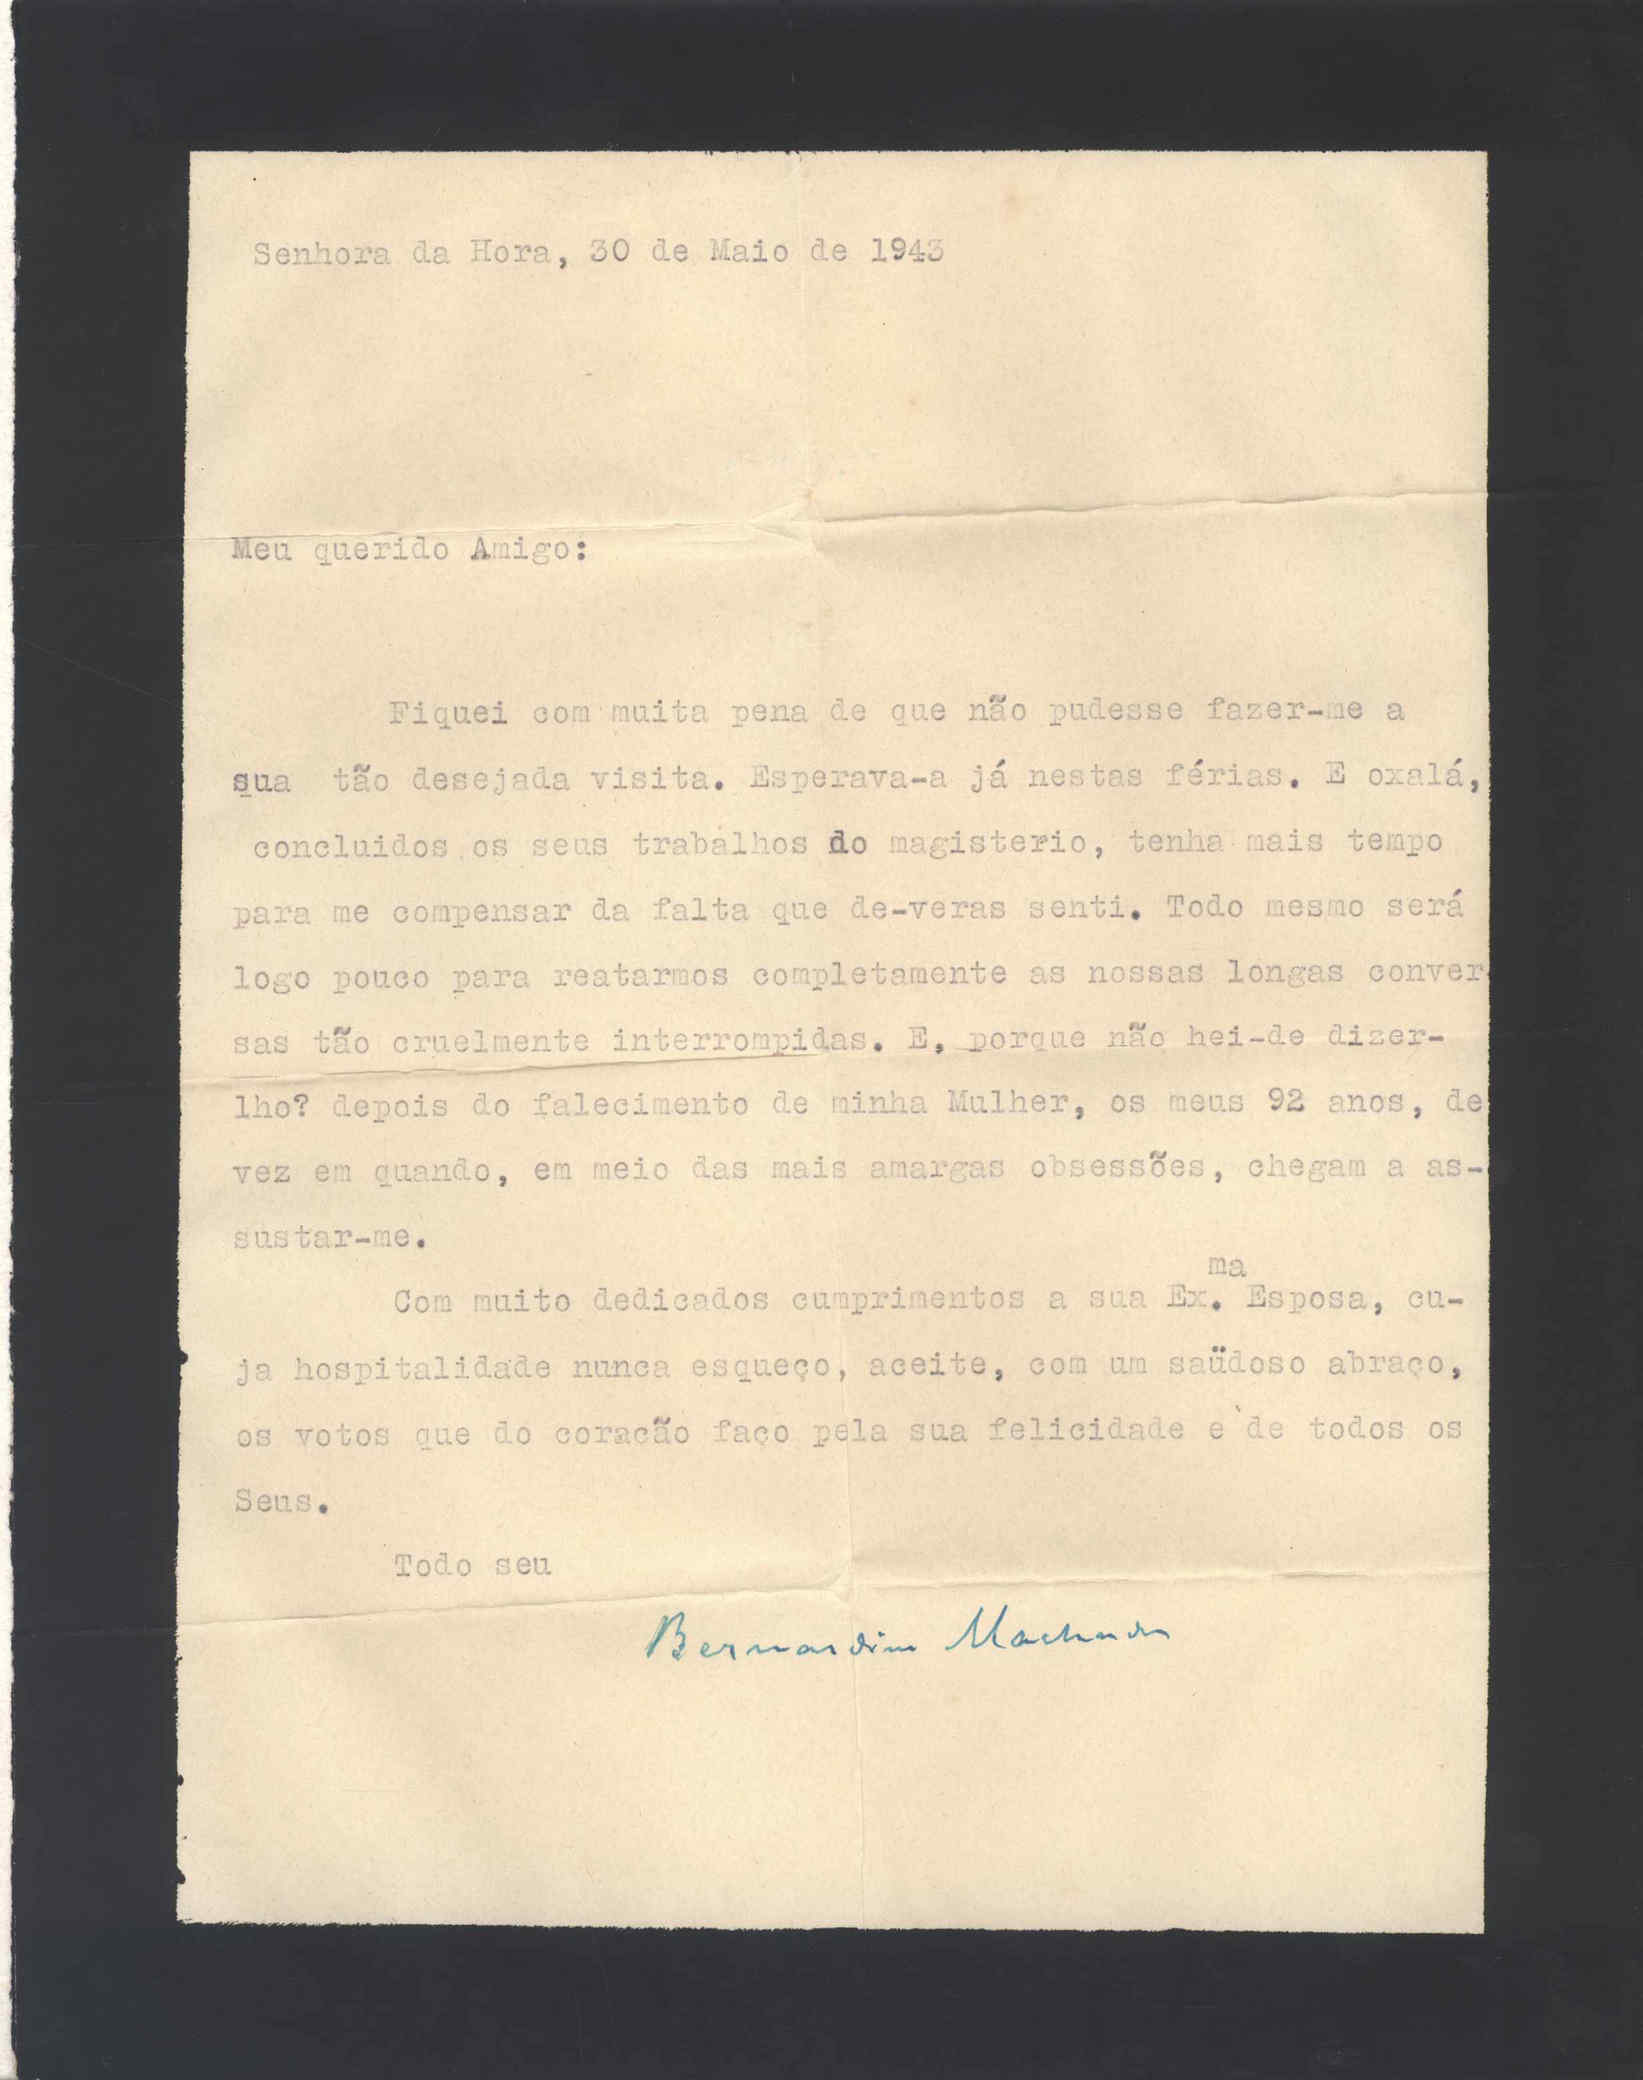 Senhora da Hora, 30 de Maio de 1943
Meu querido Amigo:
Fiquei com muita pena de que não pudesse fazer-me a
sua tão desejada visita. Esperava-a já nestas férias. E oxalá,
concluidos os seus trabalhos do magisterio, tenha mais tempo
para me compensar da falta que de-veras senti. Todo mesmo será
logo pouco para reatarmos completamente as nossas longas conver
sas tão cruelmente interrompidas. E, porque não hei-de dizer-
lho? depois do falecimento de minha Mulher, os meus 92 anos, de
vez em quando, em meio das mais amargas obsessões, chegam a as-
sustar-me.
Com muito dedicados cumprimentos a sua Ex.ma Esposa, cu-
ja hospitalidade nunca esqueço, aceite, com um saüdoso abraço,
os votos que do coração faço pela sua felicidade e de todos os
Seus.
Todo seu
Bernardino Machado